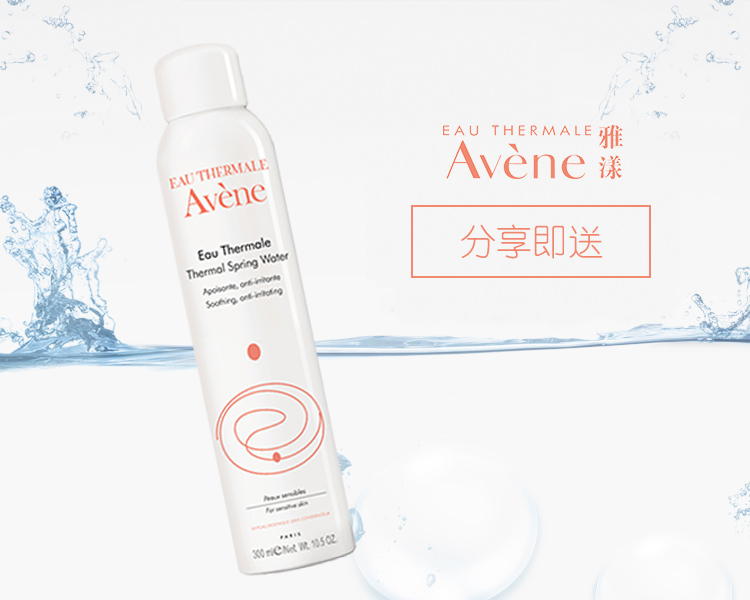 EAU THERMALE
Avène
Eau Thermale
Thermal Spring Water
Apaisante, anti-irritante
Soothing, anti-irritating
Peaux sensibles
For sensitive skin
PARIS
300 ml e Net Wt. 10.5 OZ.
EAU THERMALE
Avène
雅漾
分享即送